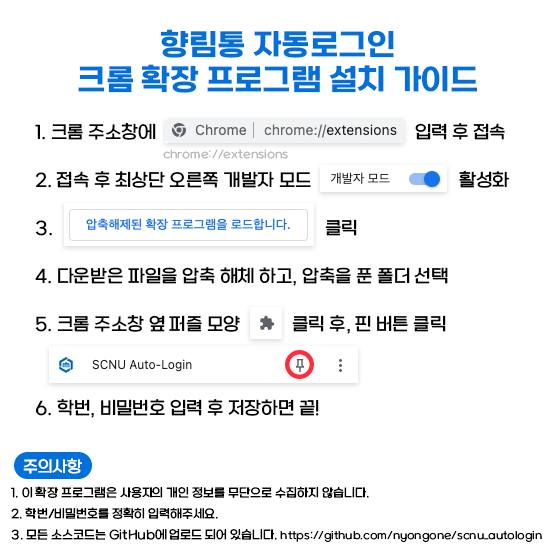 향림통 자동로그인
크롬 확장 프로그램 설치 가이드
1. 크롬 주소창에 Chrome | chrome://extensions 입력 후 접속
chrome://extensions
2. 접속 후 최상단 오른쪽 개발자 모드 개발자 모드 활성화
3. 압축해제된 확장 프로그램을 로드합니다. 클릭
4. 다운받은 파일을 압축 해체 하고, 압축을 푼 폴더 선택
5. 크롬 주소창 옆 퍼즐 모양 클릭 후, 핀 버튼 클릭
SCNU Auto-Login
6. 학번, 비밀번호 입력 후 저장하면 끝!
주의사항
1. 이 확장 프로그램은 사용자의 개인 정보를 무단으로 수집하지 않습니다.
2. 학번/비밀번호를 정확히 입력해주세요.
3. 모든 소스코드는 GitHub에 업로드 되어 있습니다. https://github.com/nyongone/scnu_autologin